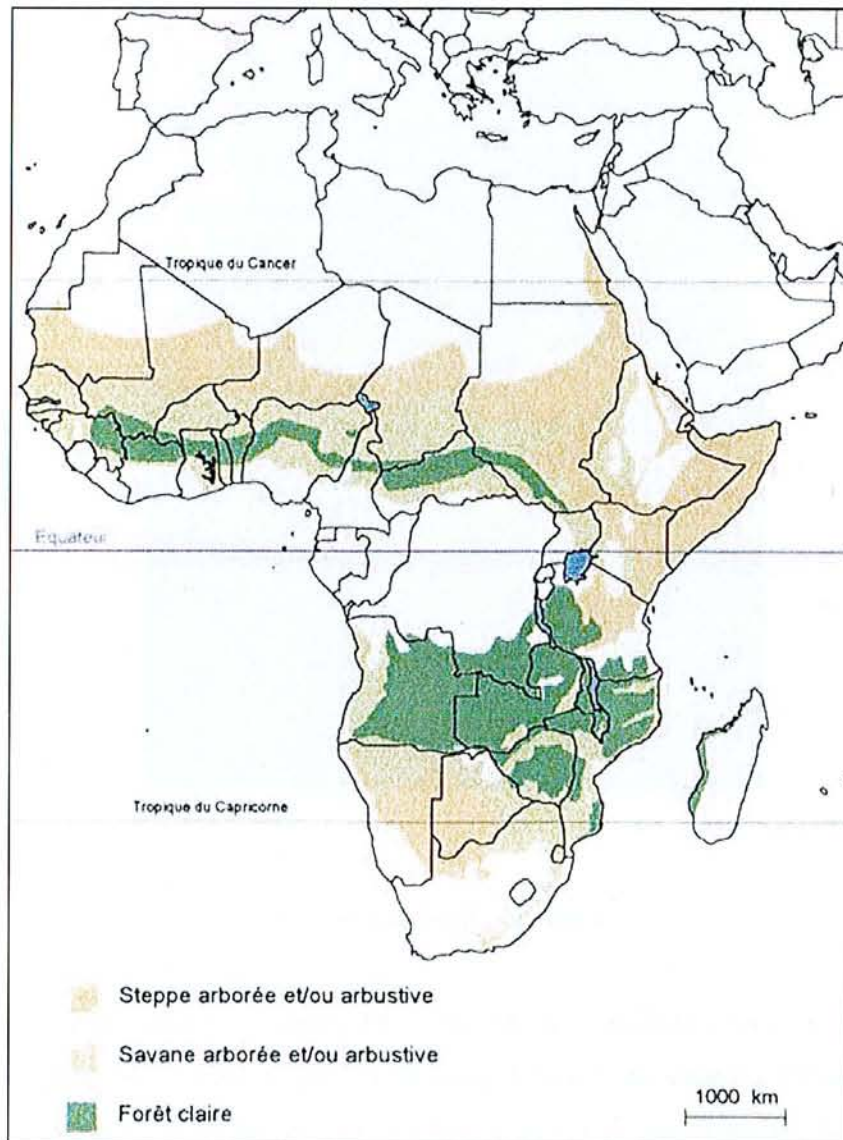 Tropique du Cancer
Equateur
Tropique du Capricorne
Steppe arborée et/ou arbustive
Savane arborée et/ou arbustive
Forêt claire
1000 km